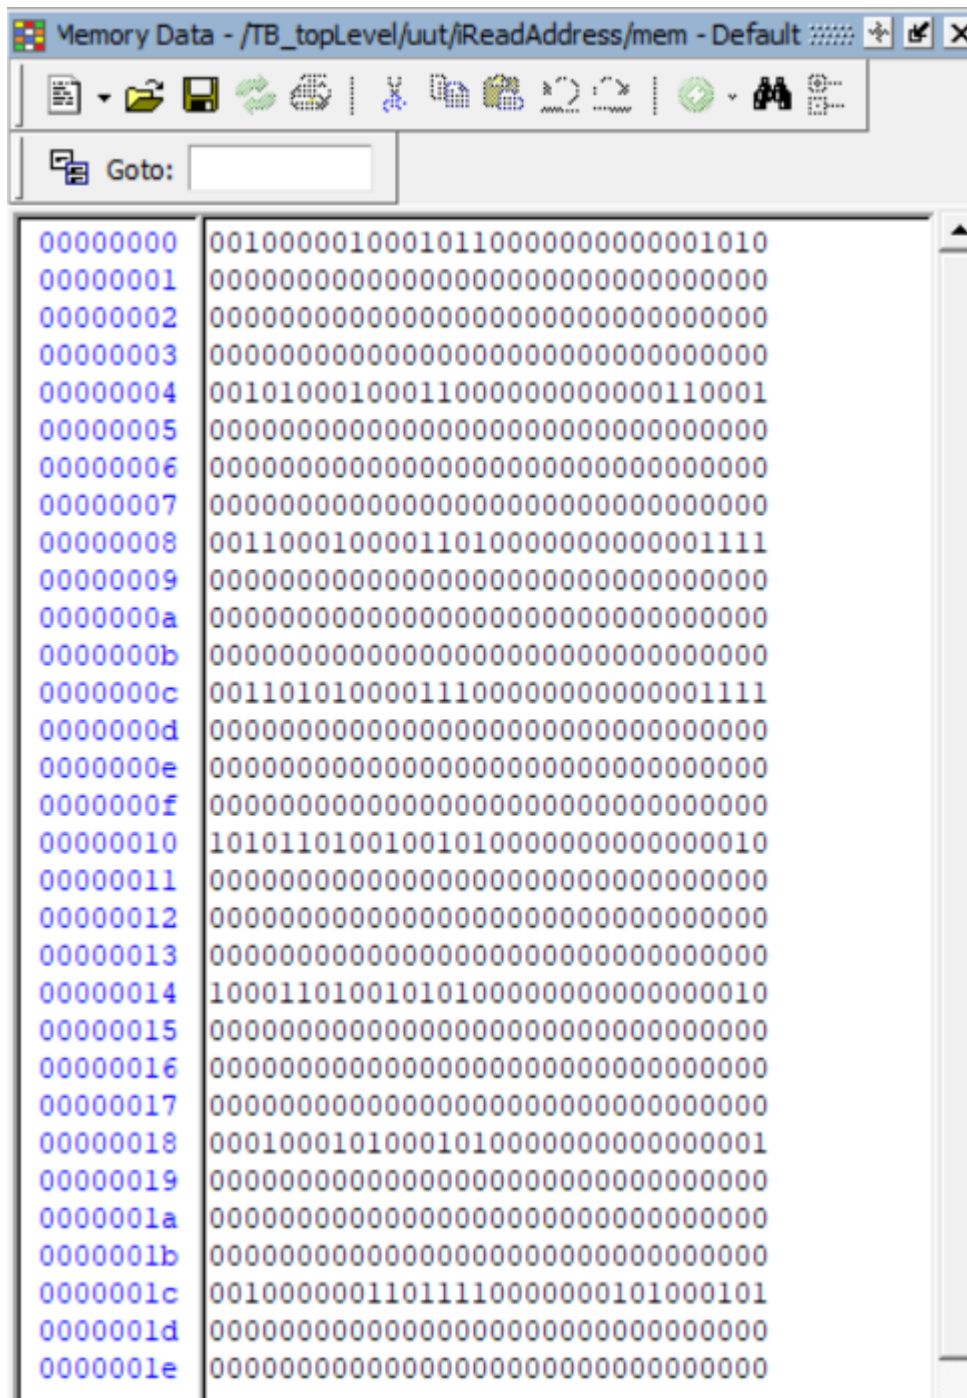 Memory Data - /TB_topLevel/uut/iReadAddress/mem - Default
Goto:
00000000 00100000100010110000000000001010
00000001 00000000000000000000000000000000
00000002 00000000000000000000000000000000
00000003 00000000000000000000000000000000
00000004 00101000100011000000000000110001
00000005 00000000000000000000000000000000
00000006 00000000000000000000000000000000
00000007 00000000000000000000000000000000
00000008 00110001000011010000000000001111
00000009 00000000000000000000000000000000
0000000a 00000000000000000000000000000000
0000000b 00000000000000000000000000000000
0000000c 00110101000011100000000000001111
0000000d 00000000000000000000000000000000
0000000e 00000000000000000000000000000000
0000000f 00000000000000000000000000000000
00000010 10101101001001010000000000000010
00000011 00000000000000000000000000000000
00000012 00000000000000000000000000000000
00000013 00000000000000000000000000000000
00000014 10001101001010100000000000000010
00000015 00000000000000000000000000000000
00000016 00000000000000000000000000000000
00000017 00000000000000000000000000000000
00000018 00010001010001010000000000000001
00000019 00000000000000000000000000000000
0000001a 00000000000000000000000000000000
0000001b 00000000000000000000000000000000
0000001c 00100000011011110000000101000101
0000001d 00000000000000000000000000000000
0000001e 00000000000000000000000000000000